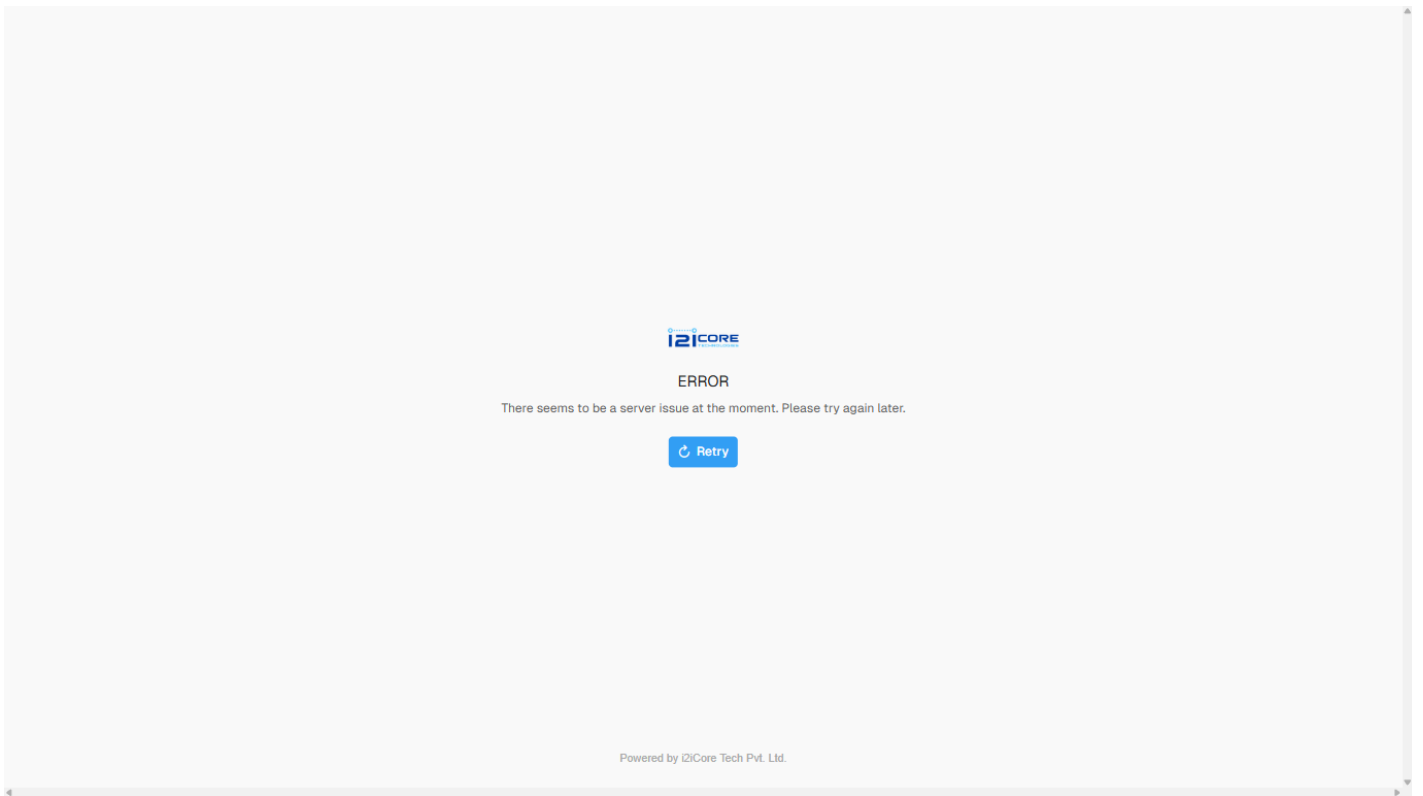 i2iCORE
TECHNOLOGIES
ERROR
There seems to be a server issue at the moment. Please try again later.
Retry
Powered by i2iCore Tech Pvt. Ltd.